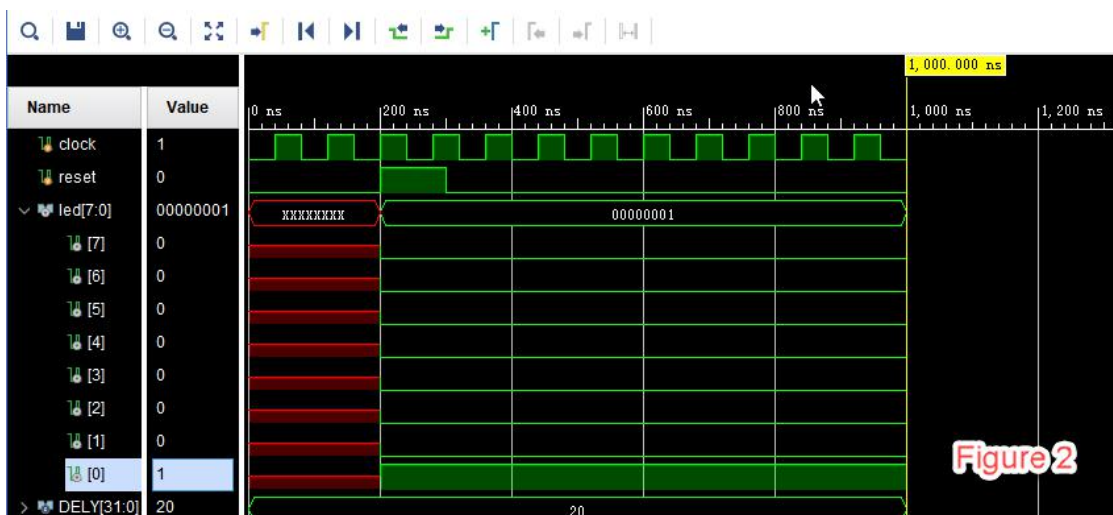 1,000.000 ns
Name Value
0 ns 200 ns 400 ns 600 ns 800 ns 1,000 ns 1,200 ns
clock 1
reset 0
led[7:0] 00000001 XXXXXXXX 00000001
[7] 0
[6] 0
[5] 0
[4] 0
[3] 0
[2] 0
[1] 0
[0] 1
Figure 2
DELY[31:0] 20 20